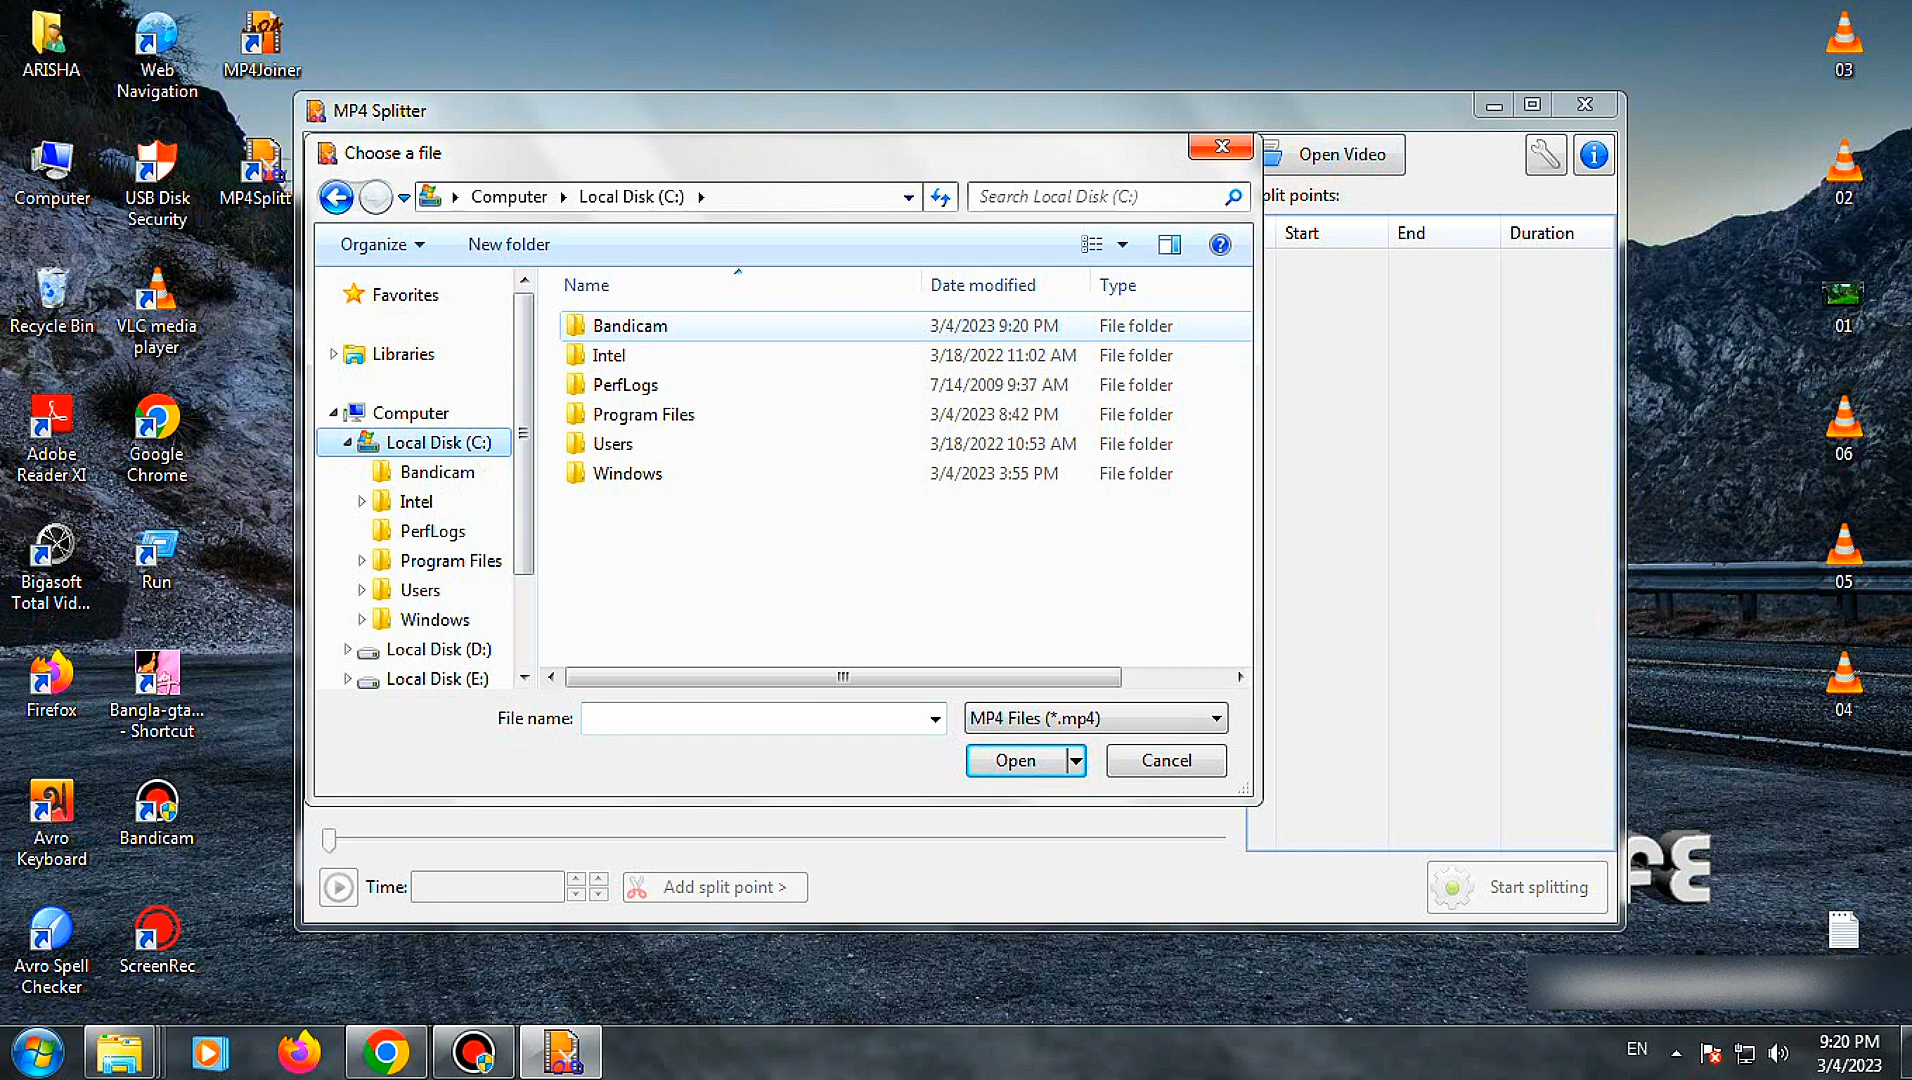 ARISHA
Web
Navigation
MP4Joiner
Computer
USB Disk
Security
MP4Splitt
Recycle Bin
VLC media
player
Adobe
Reader XI
Google
Chrome
Bigasoft
Total Vid...
Run
Firefox
Bangla-gta...
- Shortcut
Avro
Keyboard
Bandicam
Avro Spell
Checker
ScreenRec
MP4 Splitter
Choose a file
Computer
Local Disk (C:)
Search Local Disk (C:)
Organize
New folder
Favorites
Libraries
Computer
Local Disk (C:)
Bandicam
Intel
PerfLogs
Program Files
Users
Windows
Local Disk (D:)
Local Disk (E:)
Name Date modified Type
Bandicam 3/4/2023 9:20 PM File folder
Intel 3/18/2022 11:02 AM File folder
PerfLogs 7/14/2009 9:37 AM File folder
Program Files 3/4/2023 8:42 PM File folder
Users 3/18/2022 10:53 AM File folder
Windows 3/4/2023 3:55 PM File folder
File name:
MP4 Files (*.mp4)
Open
Cancel
Open Video
plit points:
Start End Duration
Time:
Add split point >
Start splitting
03
02
01
06
05
04
EN
9:20 PM
3/4/2023